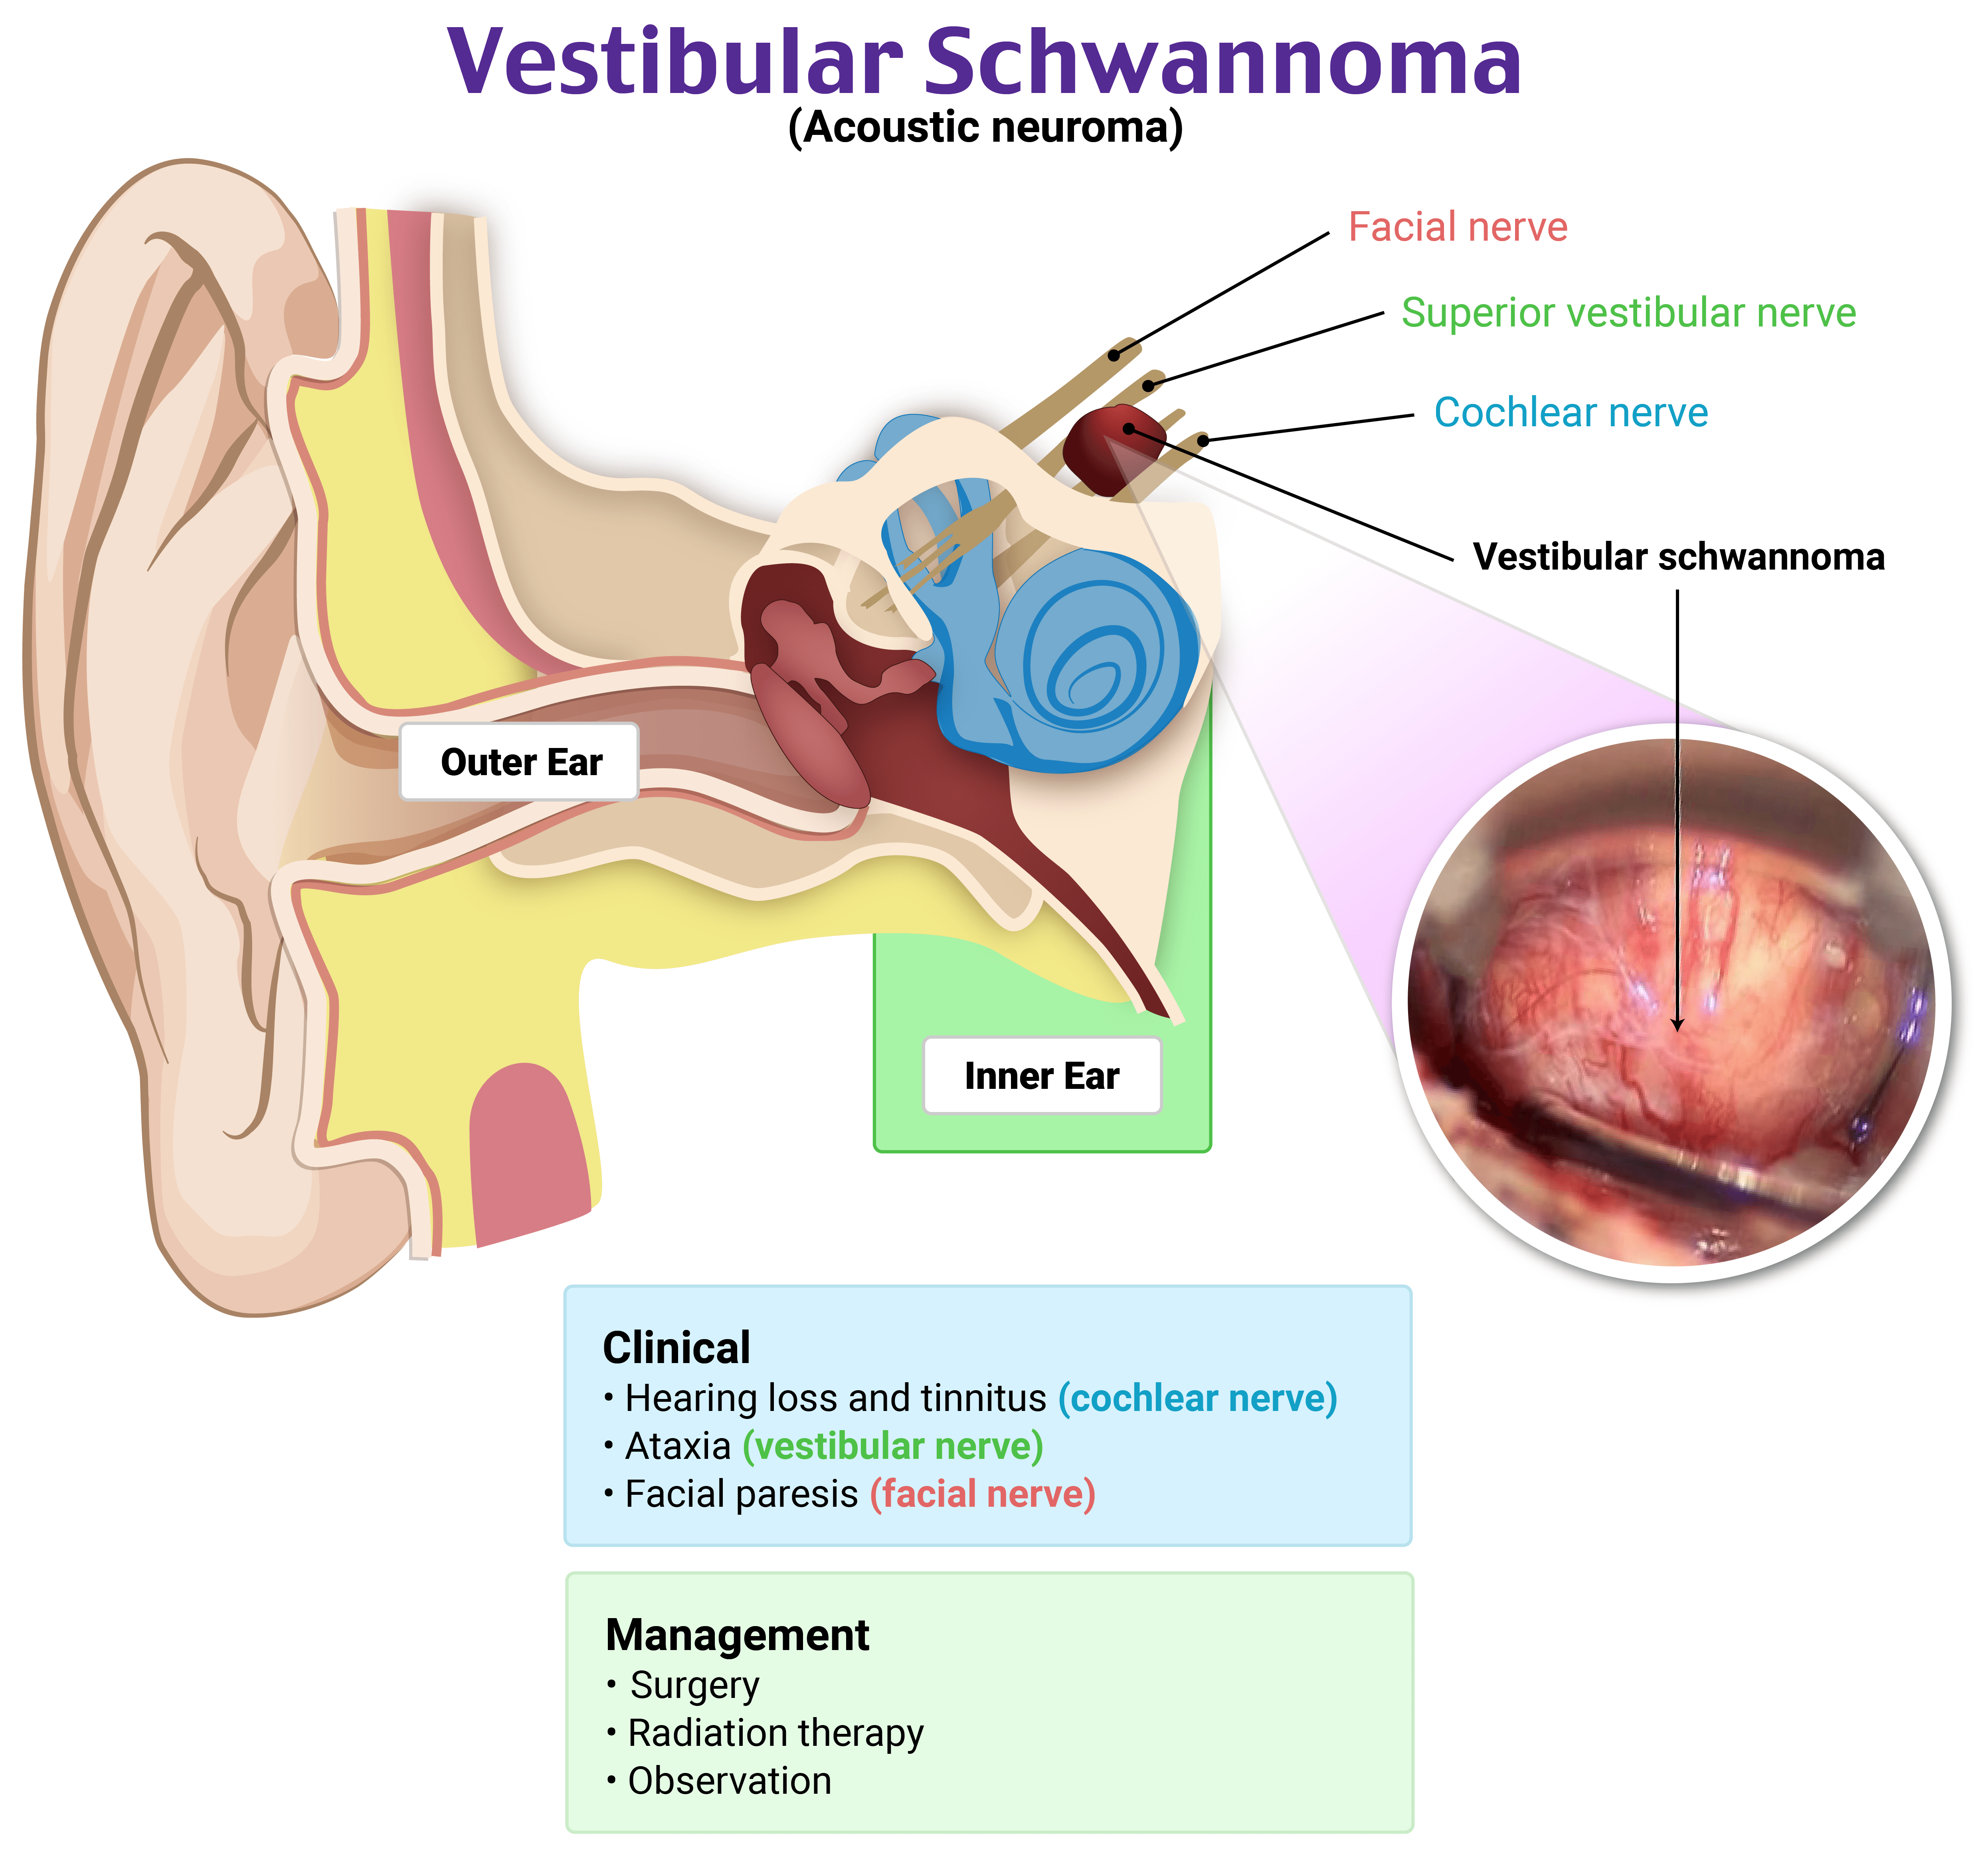 Vestibular Schwannoma
(Acoustic neuroma)
Facial nerve
Superior vestibular nerve
Cochlear nerve
Vestibular schwannoma
Outer Ear
Inner Ear
Clinical
• Hearing loss and tinnitus (cochlear nerve)
• Ataxia (vestibular nerve)
• Facial paresis (facial nerve)
Management
• Surgery
• Radiation therapy
• Observation